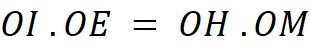 OI . OE = OH . OM